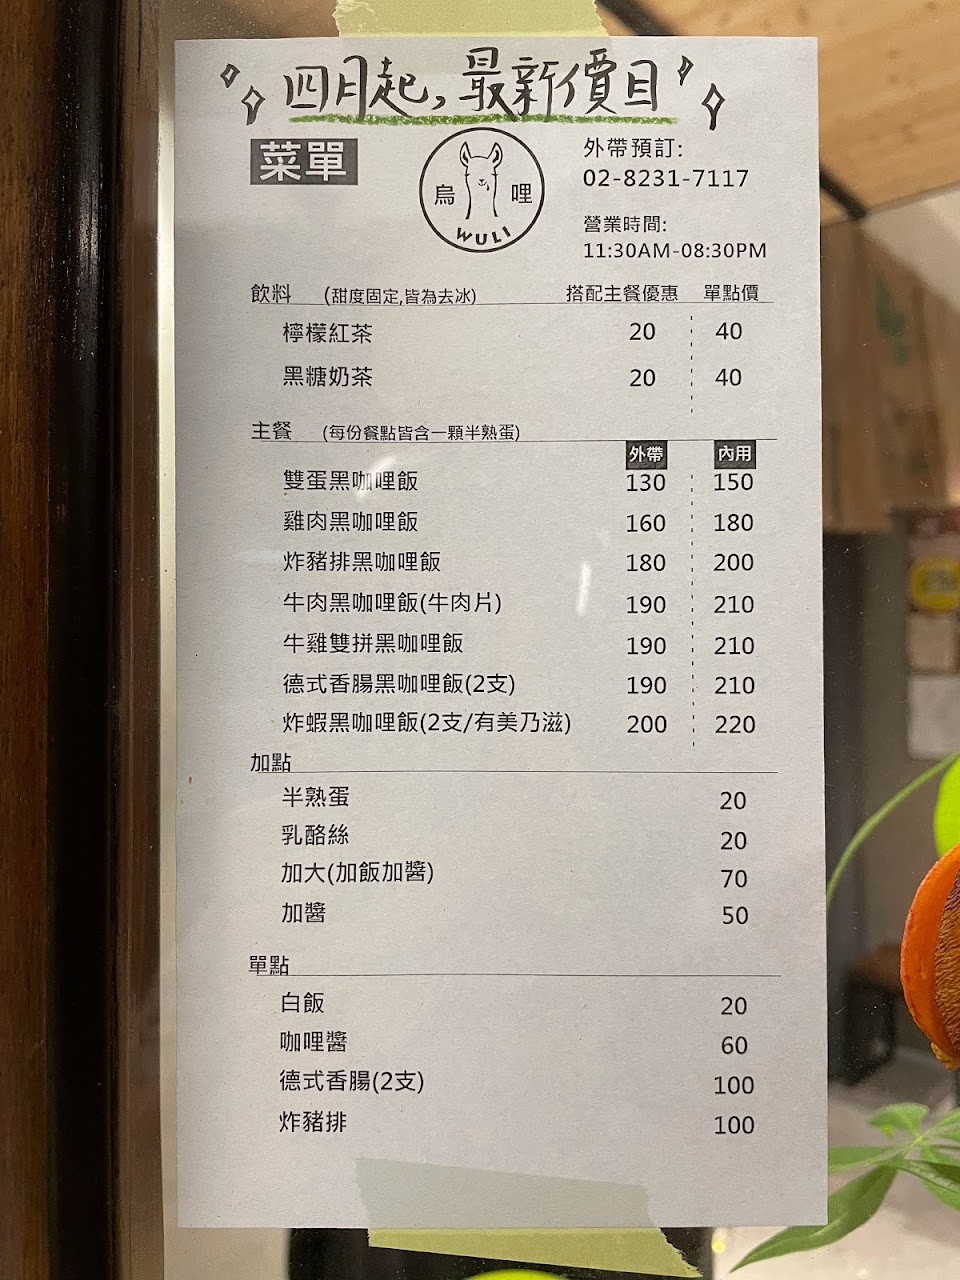 四月起,最新價目
菜單
烏 哩
WULI
外帶預訂:
02-8231-7117
營業時間:
11:30AM-08:30PM
飲料 (甜度固定,皆為去冰) 搭配主餐優惠 單點價
檸檬紅茶 20 40
黑糖奶茶 20 40
主餐 (每份餐點皆含一顆半熟蛋)
外帶 內用
雙蛋黑咖哩飯 130 150
雞肉黑咖哩飯 160 180
炸豬排黑咖哩飯 180 200
牛肉黑咖哩飯(牛肉片) 190 210
牛雞雙拼黑咖哩飯 190 210
德式香腸黑咖哩飯(2支) 190 210
炸蝦黑咖哩飯(2支/有美乃滋) 200 220
加點
半熟蛋 20
乳酪絲 20
加大(加飯加醬) 70
加醬 50
單點
白飯 20
咖哩醬 60
德式香腸(2支) 100
炸豬排 100